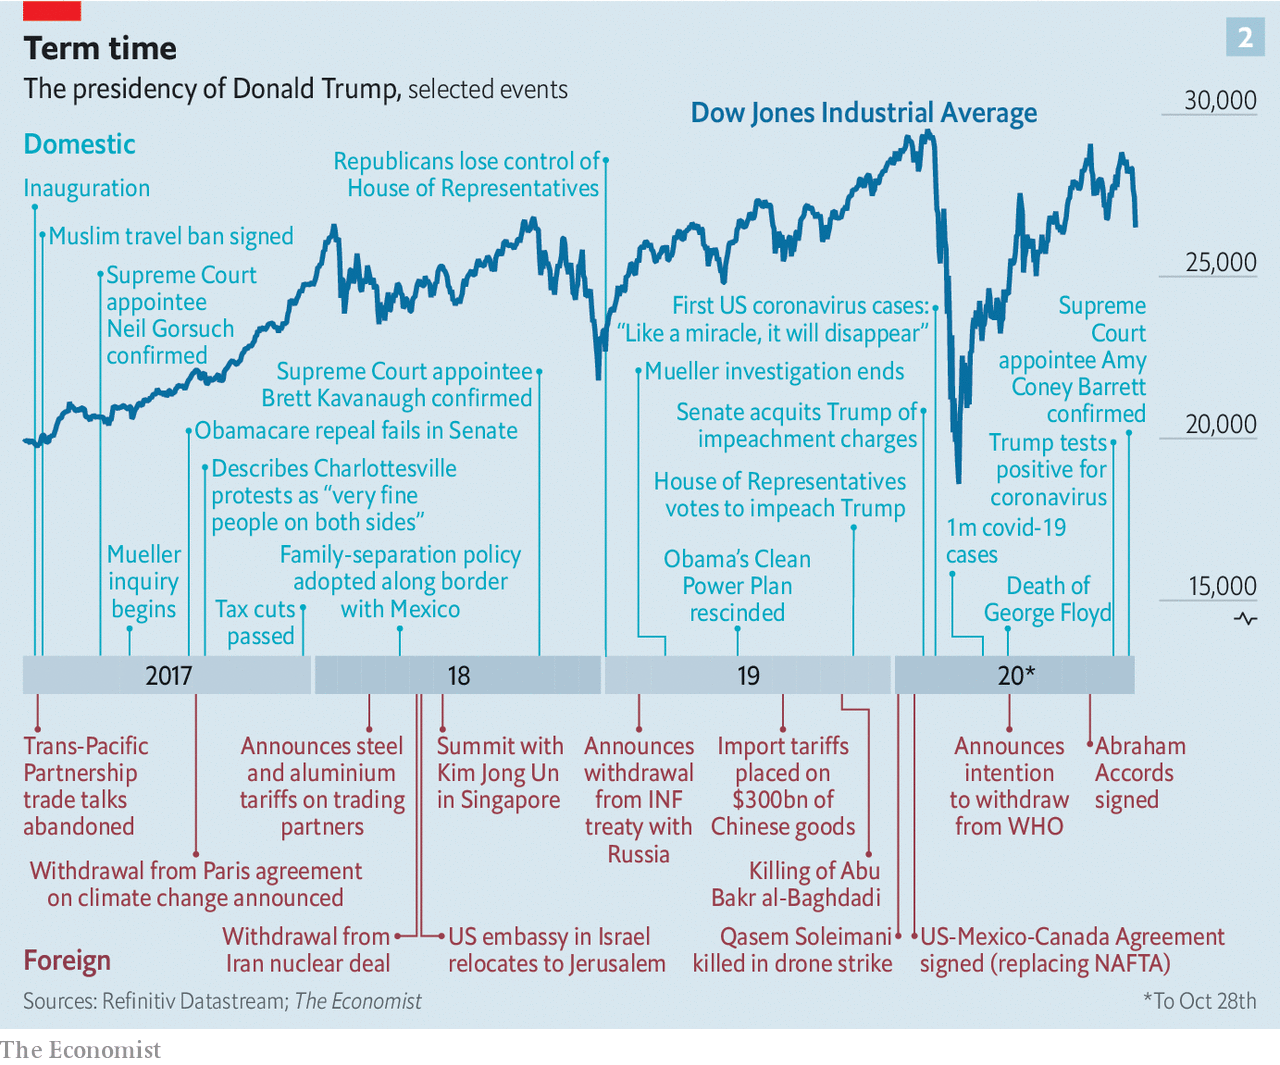 2
Term time
The presidency of Donald Trump, selected events
Dow Jones Industrial Average
30,000
25,000
20,000
15,000
Domestic
Inauguration
Muslim travel ban signed
Supreme Court
appointee
Neil Gorsuch
confirmed
Republicans lose control of
House of Representatives
First US coronavirus cases:
“Like a miracle, it will disappear”
Supreme
Court
appointee Amy
Coney Barrett
confirmed
Supreme Court appointee
Brett Kavanaugh confirmed
Mueller investigation ends
Senate acquits Trump of
impeachment charges
Obamacare repeal fails in Senate
Trump tests
positive for
coronavirus
Describes Charlottesville
protests as “very fine
people on both sides”
House of Representatives
votes to impeach Trump
1m covid-19
cases
Mueller
inquiry
begins
Family-separation policy
adopted along border
with Mexico
Obama’s Clean
Power Plan
rescinded
Death of
George Floyd
Tax cuts
passed
2017
18
19
20*
Trans-Pacific
Partnership
trade talks
abandoned
Announces steel
and aluminium
tariffs on trading
partners
Summit with
Kim Jong Un
in Singapore
Announces
withdrawal
from INF
treaty with
Russia
Import tariffs
placed on
$300bn of
Chinese goods
Announces
intention
to withdraw
from WHO
Abraham
Accords
signed
Withdrawal from Paris agreement
on climate change announced
Killing of Abu
Bakr al-Baghdadi
Withdrawal from
Iran nuclear deal
US embassy in Israel
relocates to Jerusalem
Qasem Soleimani
killed in drone strike
US-Mexico-Canada Agreement
signed (replacing NAFTA)
Foreign
Sources: Refinitiv Datastream; The Economist
*To Oct 28th
The Economist